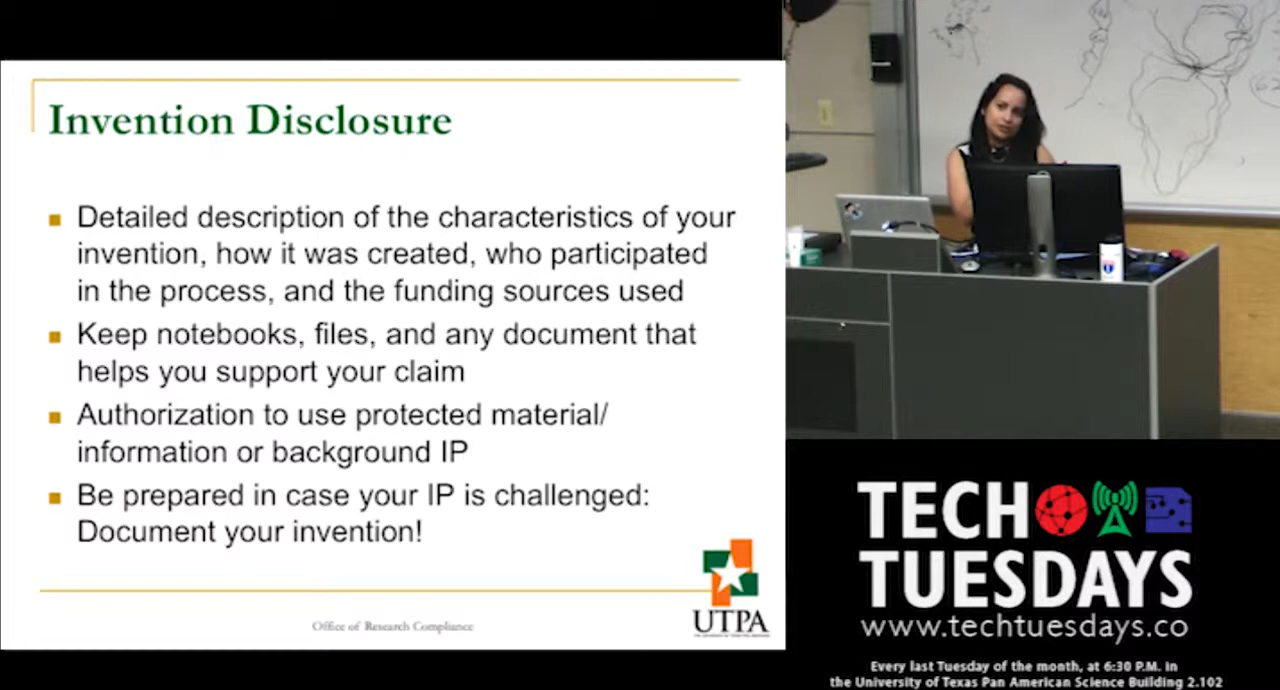 Invention Disclosure
Detailed description of the characteristics of your
invention, how it was created, who participated
in the process, and the funding sources used
Keep notebooks, files, and any document that
helps you support your claim
Authorization to use protected material/
information or background IP
Be prepared in case your IP is challenged:
Document your invention!
Office of Research Compliance
UTPA
TECH
TUESDAYS
www.techtuesdays.co
Every last Tuesday of the month, at 6:30 P.M. in
the University of Texas Pan American Science Building 2.102